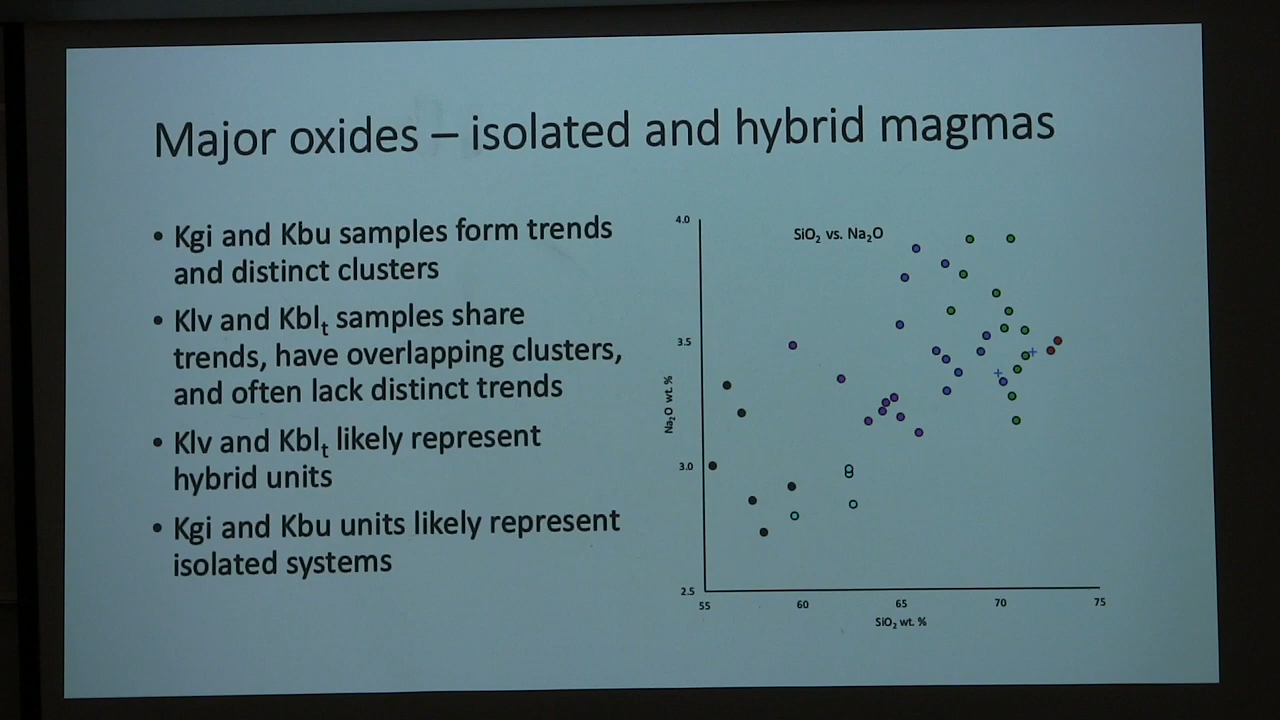 Major oxides – isolated and hybrid magmas
• Kgi and Kbu samples form trends
and distinct clusters
• Klv and Kblₜ samples share
trends, have overlapping clusters,
and often lack distinct trends
• Klv and Kblₜ likely represent
hybrid units
• Kgi and Kbu units likely represent
isolated systems
SiO₂ vs. Na₂O
4.0
3.5
3.0
2.5
Na₂O wt. %
55 60 65 70 75
SiO₂ wt. %